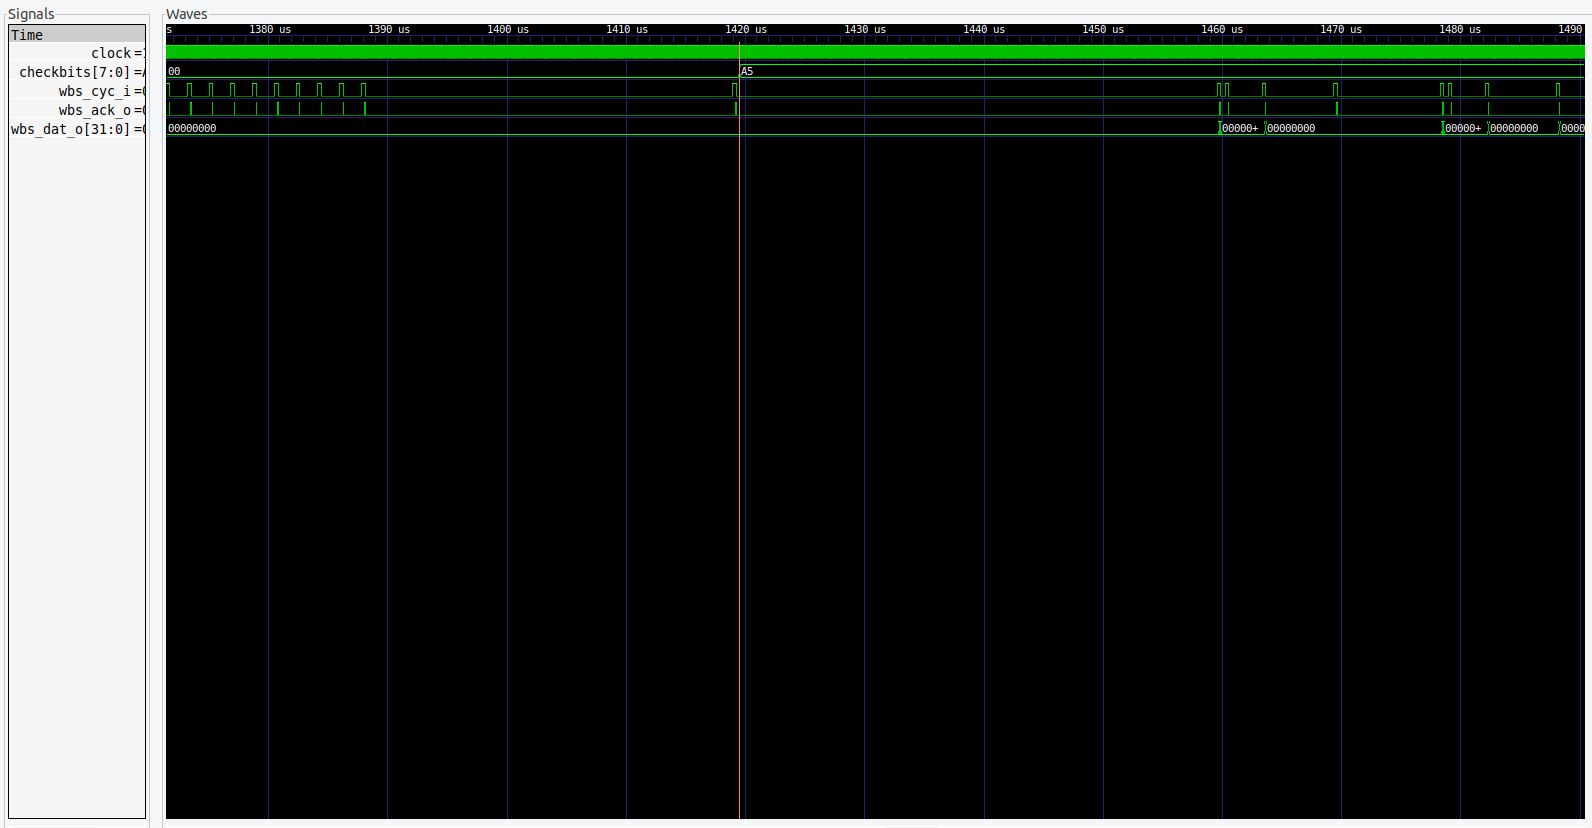 Signals
Waves
Time
s 1380 us 1390 us 1400 us 1410 us 1420 us 1430 us 1440 us 1450 us 1460 us 1470 us 1480 us 1490
clock =1
checkbits[7:0] =A 00 A5
wbs_cyc_i =0
wbs_ack_o =0
wbs_dat_o[31:0] =0 00000000 00000+ 00000000 00000+ 00000000 0000